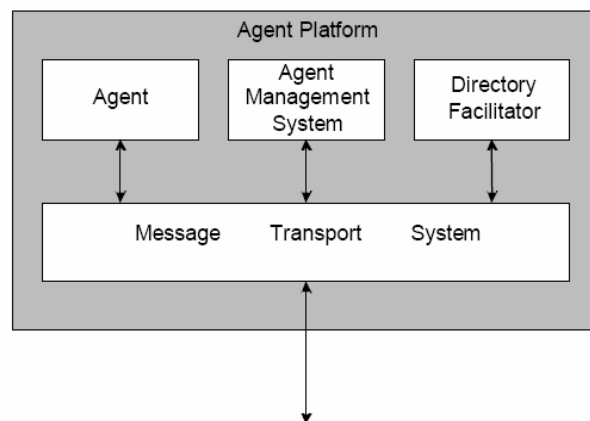 Agent Platform
Agent
Agent
Management
System
Directory
Facilitator
Message Transport System